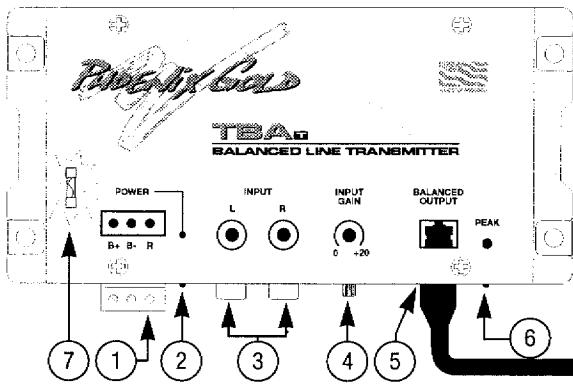 PHOENIX GOLD
TBAT
BALANCED LINE TRANSMITTER
POWER
INPUT
INPUT
GAIN
BALANCED
OUTPUT
L
R
PEAK
B+ B- R
0 +20
7
1
2
3
4
5
6